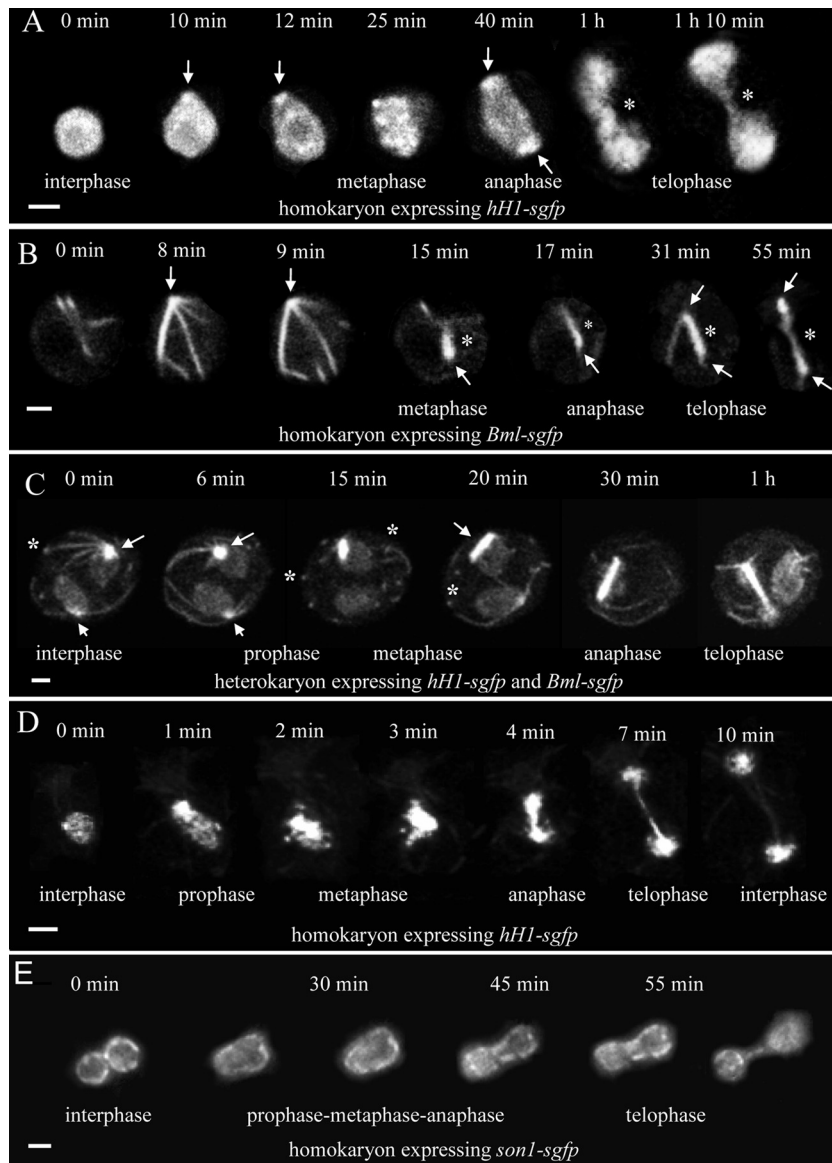 A
0 min 10 min 12 min 25 min 40 min 1 h 1 h 10 min
* *
interphase metaphase anaphase telophase
homokaryon expressing hH1-sgfp
B
0 min 8 min 9 min 15 min 17 min 31 min 55 min
* * * *
metaphase anaphase telophase
homokaryon expressing Bml-sgfp
C
0 min 6 min 15 min 20 min 30 min 1 h
* * * *
interphase prophase metaphase anaphase telophase
heterokaryon expressing hH1-sgfp and Bml-sgfp
D
0 min 1 min 2 min 3 min 4 min 7 min 10 min
interphase prophase metaphase anaphase telophase interphase
homokaryon expressing hH1-sgfp
E
0 min 30 min 45 min 55 min
interphase prophase-metaphase-anaphase telophase
homokaryon expressing son1-sgfp